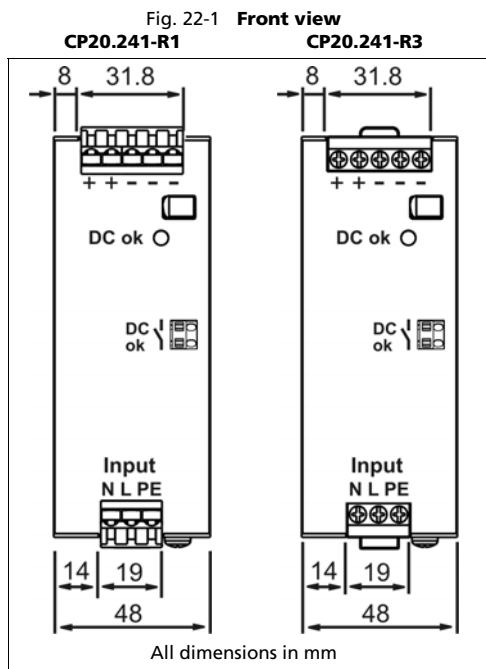 Fig. 22-1 Front view
CP20.241-R1 CP20.241-R3
8 31.8 8 31.8
+ + - - - + + - - -
DC ok DC ok
DC ok DC ok
Input Input
N L PE N L PE
14 19 14 19
48 48
All dimensions in mm